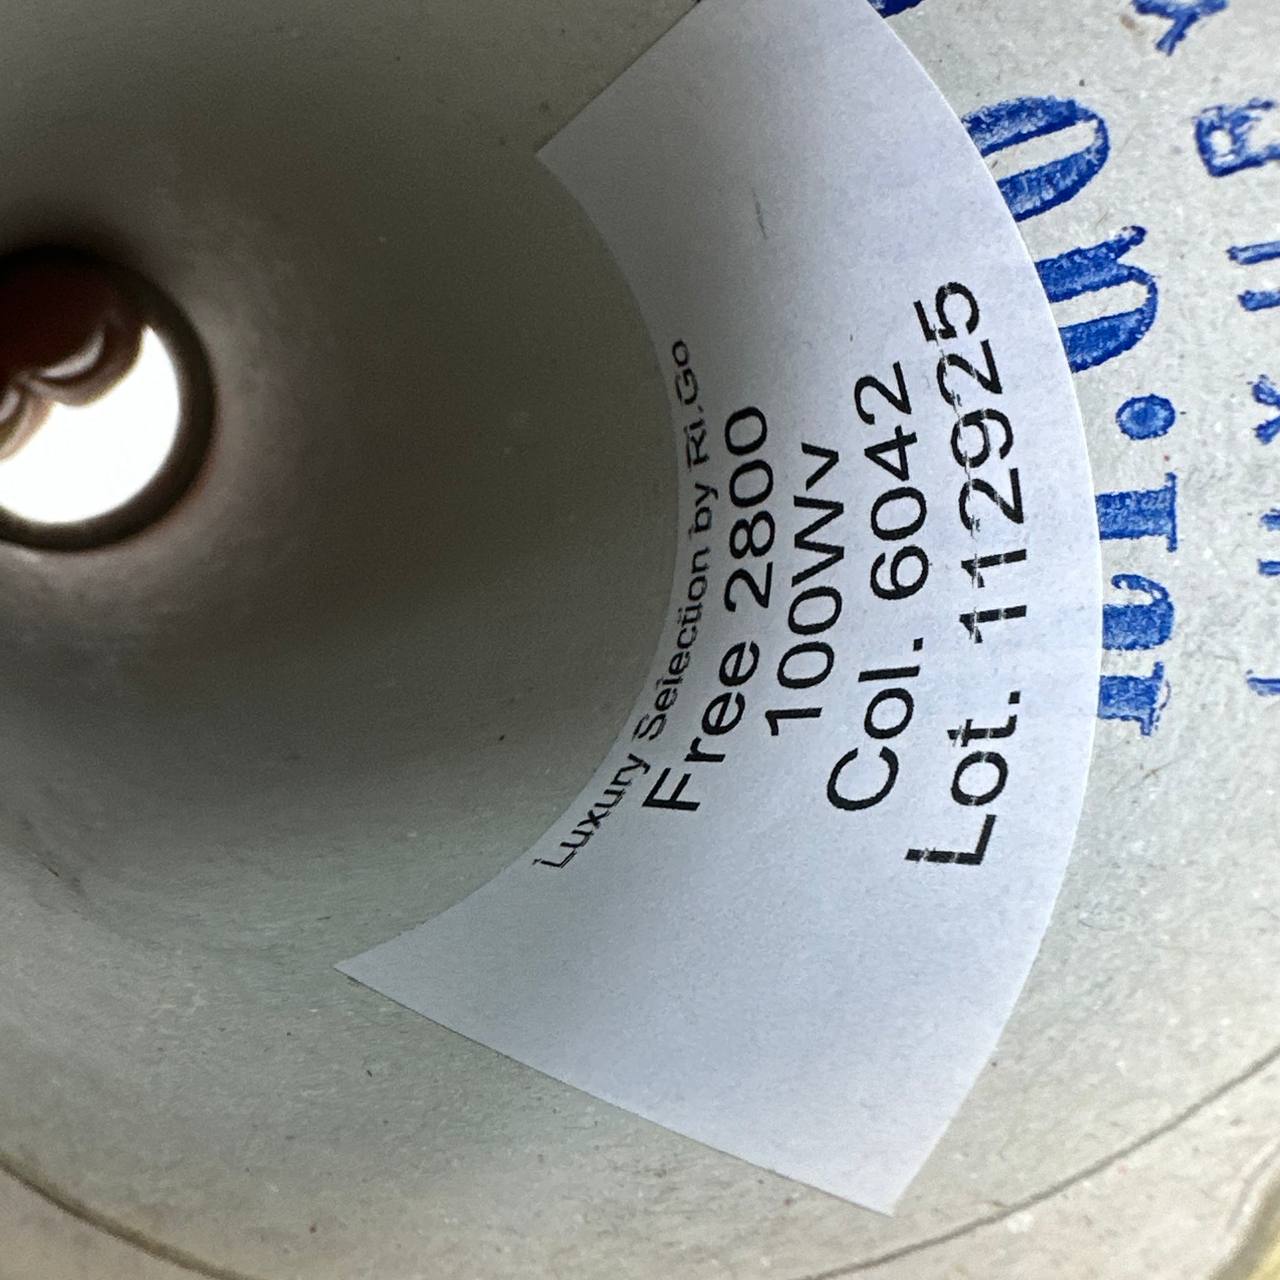 Luxury Selection by Ri.Go
Free 2800
100Wv
Col. 6042
Lot. 112925